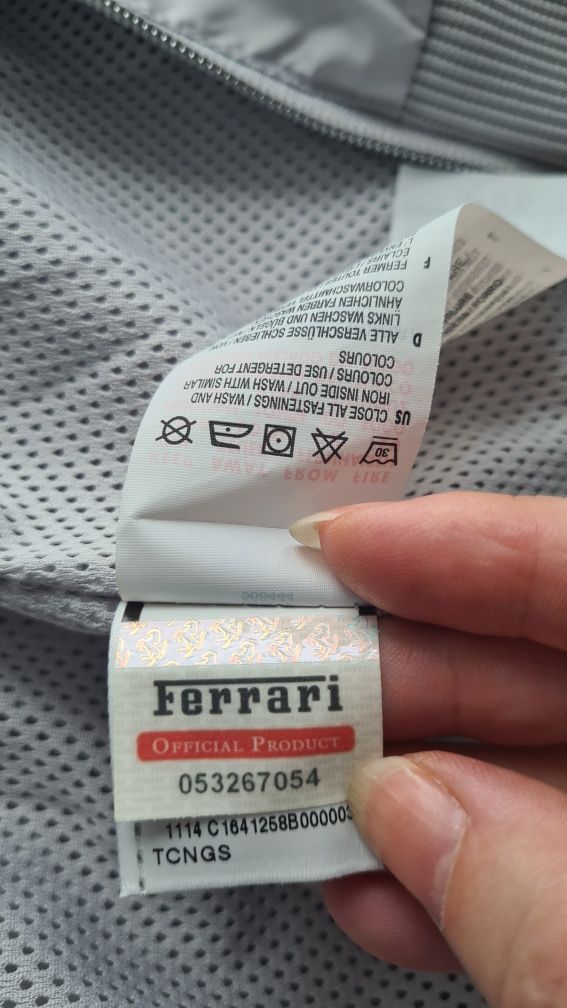 KEEP AWAY FROM FIRE
30
US CLOSE ALL FASTENINGS / WASH AND
IRON INSIDE OUT / WASH WITH SIMILAR
COLOURS / USE DETERGENT FOR
COLOURS
D ALLE VERSCHLÜSSE SCHLIEßEN / VON
LINKS WASCHEN UND BÜGELN
ÄHNLICHEN FARBEN WASCHEN
COLORWASCHMITTEL
F FERMER TOUTES
ECLAIRS
Ferrari
OFFICIAL PRODUCT
053267054
1114 C1641258B00000
TCNGS